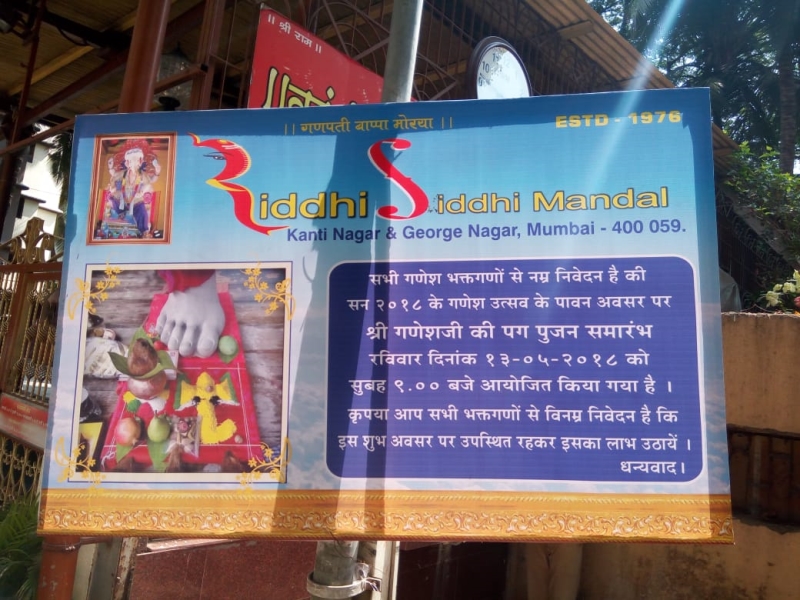 ॥ श्री राम ॥
|| गणपती बाप्पा मोरया ||
ESTD - 1976
Riddhi Siddhi Mandal
Kanti Nagar & George Nagar, Mumbai - 400 059.
सभी गणेश भक्तगणों से नम्र निवेदन है की
सन २०१८ के गणेश उत्सव के पावन अवसर पर
श्री गणेशजी की पग पुजन समारंभ
रविवार दिनांक १३-०५-२०१८ को
सुबह ९.०० बजे आयोजित किया गया है ।
कृपया आप सभी भक्तगणों से विनम्र निवेदन है कि
इस शुभ अवसर पर उपस्थित रहकर इसका लाभ उठायें ।
धन्यवाद।